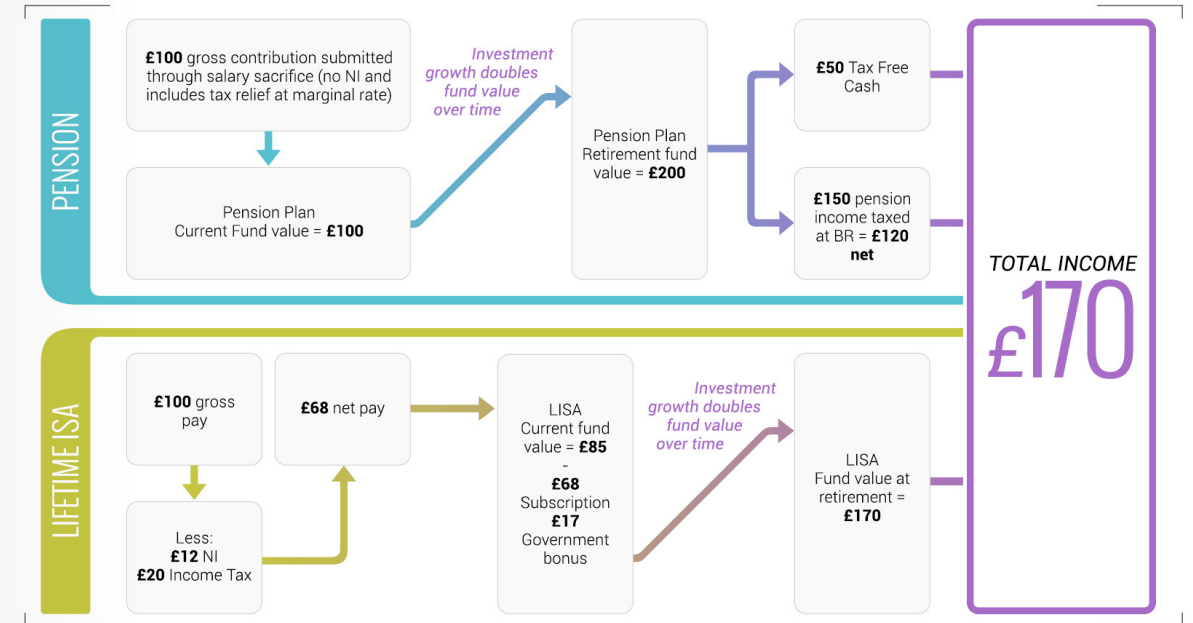 PENSION
£100 gross contribution submitted
through salary sacrifice (no NI and
includes tax relief at marginal rate)
Pension Plan
Current Fund value = £100
Investment
growth doubles
fund value
over time
Pension Plan
Retirement fund
value = £200
£50 Tax Free
Cash
£150 pension
income taxed
at BR = £120
net
TOTAL INCOME
£170
LIFETIME ISA
£100 gross
pay
Less:
£12 NI
£20 Income Tax
£68 net pay
LISA
Current fund
value = £85
-
£68
Subscription
£17
Government
bonus
Investment
growth doubles
fund value
over time
LISA
Fund value at
retirement =
£170